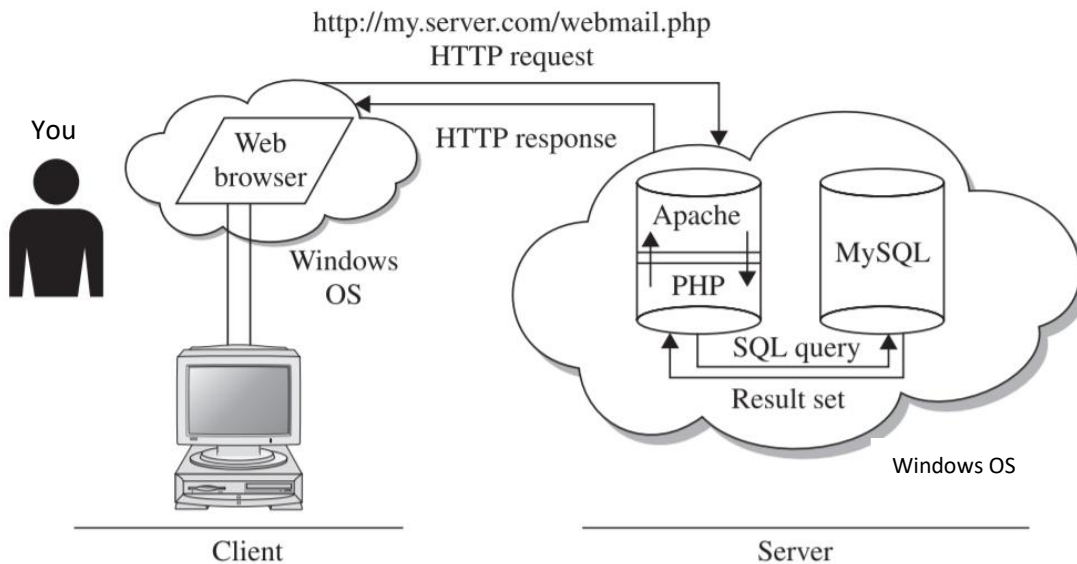 http://my.server.com/webmail.php
HTTP request
You
HTTP response
Web
browser
Windows
OS
Apache
PHP
MySQL
SQL query
Result set
Windows OS
Client
Server